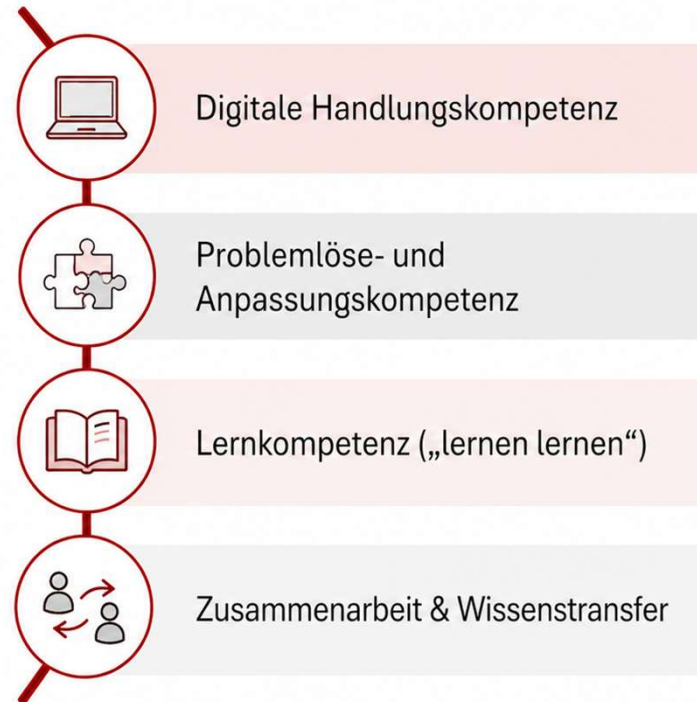 Digitale Handlungskompetenz
Problemlöse- und
Anpassungskompetenz
Lernkompetenz („lernen lernen“)
Zusammenarbeit & Wissenstransfer